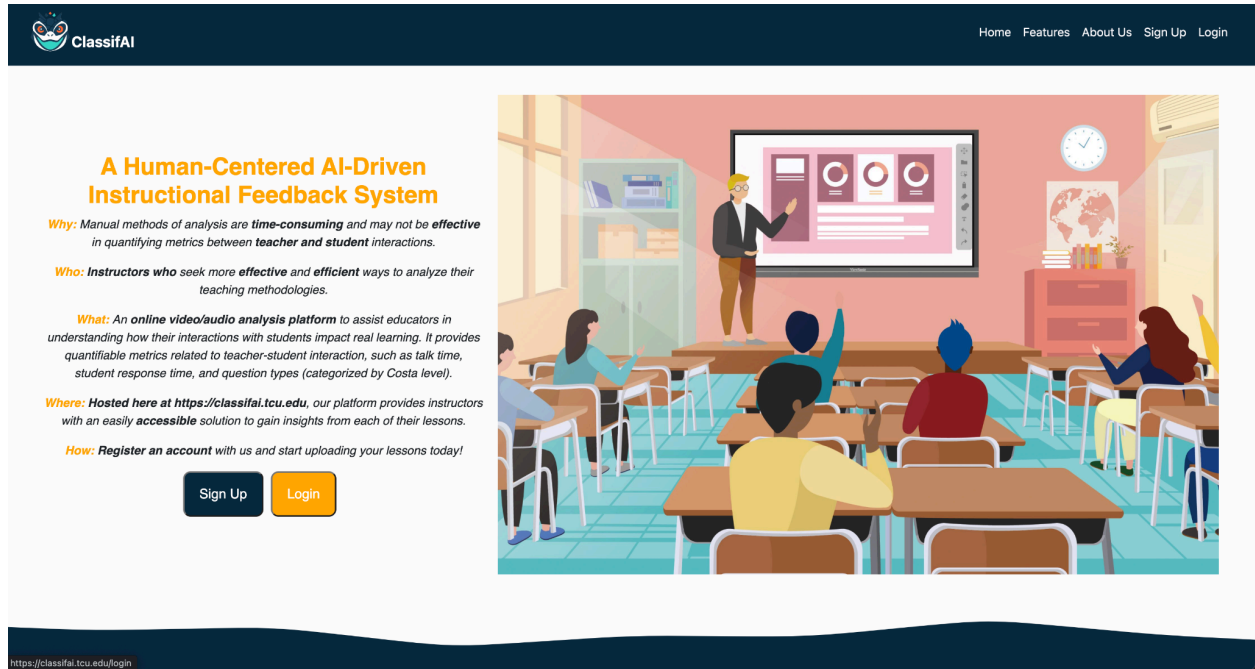 ClassifAI
Home Features About Us Sign Up Login
A Human-Centered AI-Driven
Instructional Feedback System
Why: Manual methods of analysis are time-consuming and may not be effective
in quantifying metrics between teacher and student interactions.
Who: Instructors who seek more effective and efficient ways to analyze their
teaching methodologies.
What: An online video/audio analysis platform to assist educators in
understanding how their interactions with students impact real learning. It provides
quantifiable metrics related to teacher-student interaction, such as talk time,
student response time, and question types (categorized by Costa level).
Where: Hosted here at https://classifai.tcu.edu, our platform provides instructors
with an easily accessible solution to gain insights from each of their lessons.
How: Register an account with us and start uploading your lessons today!
Sign Up Login
https://classifai.tcu.edu/login